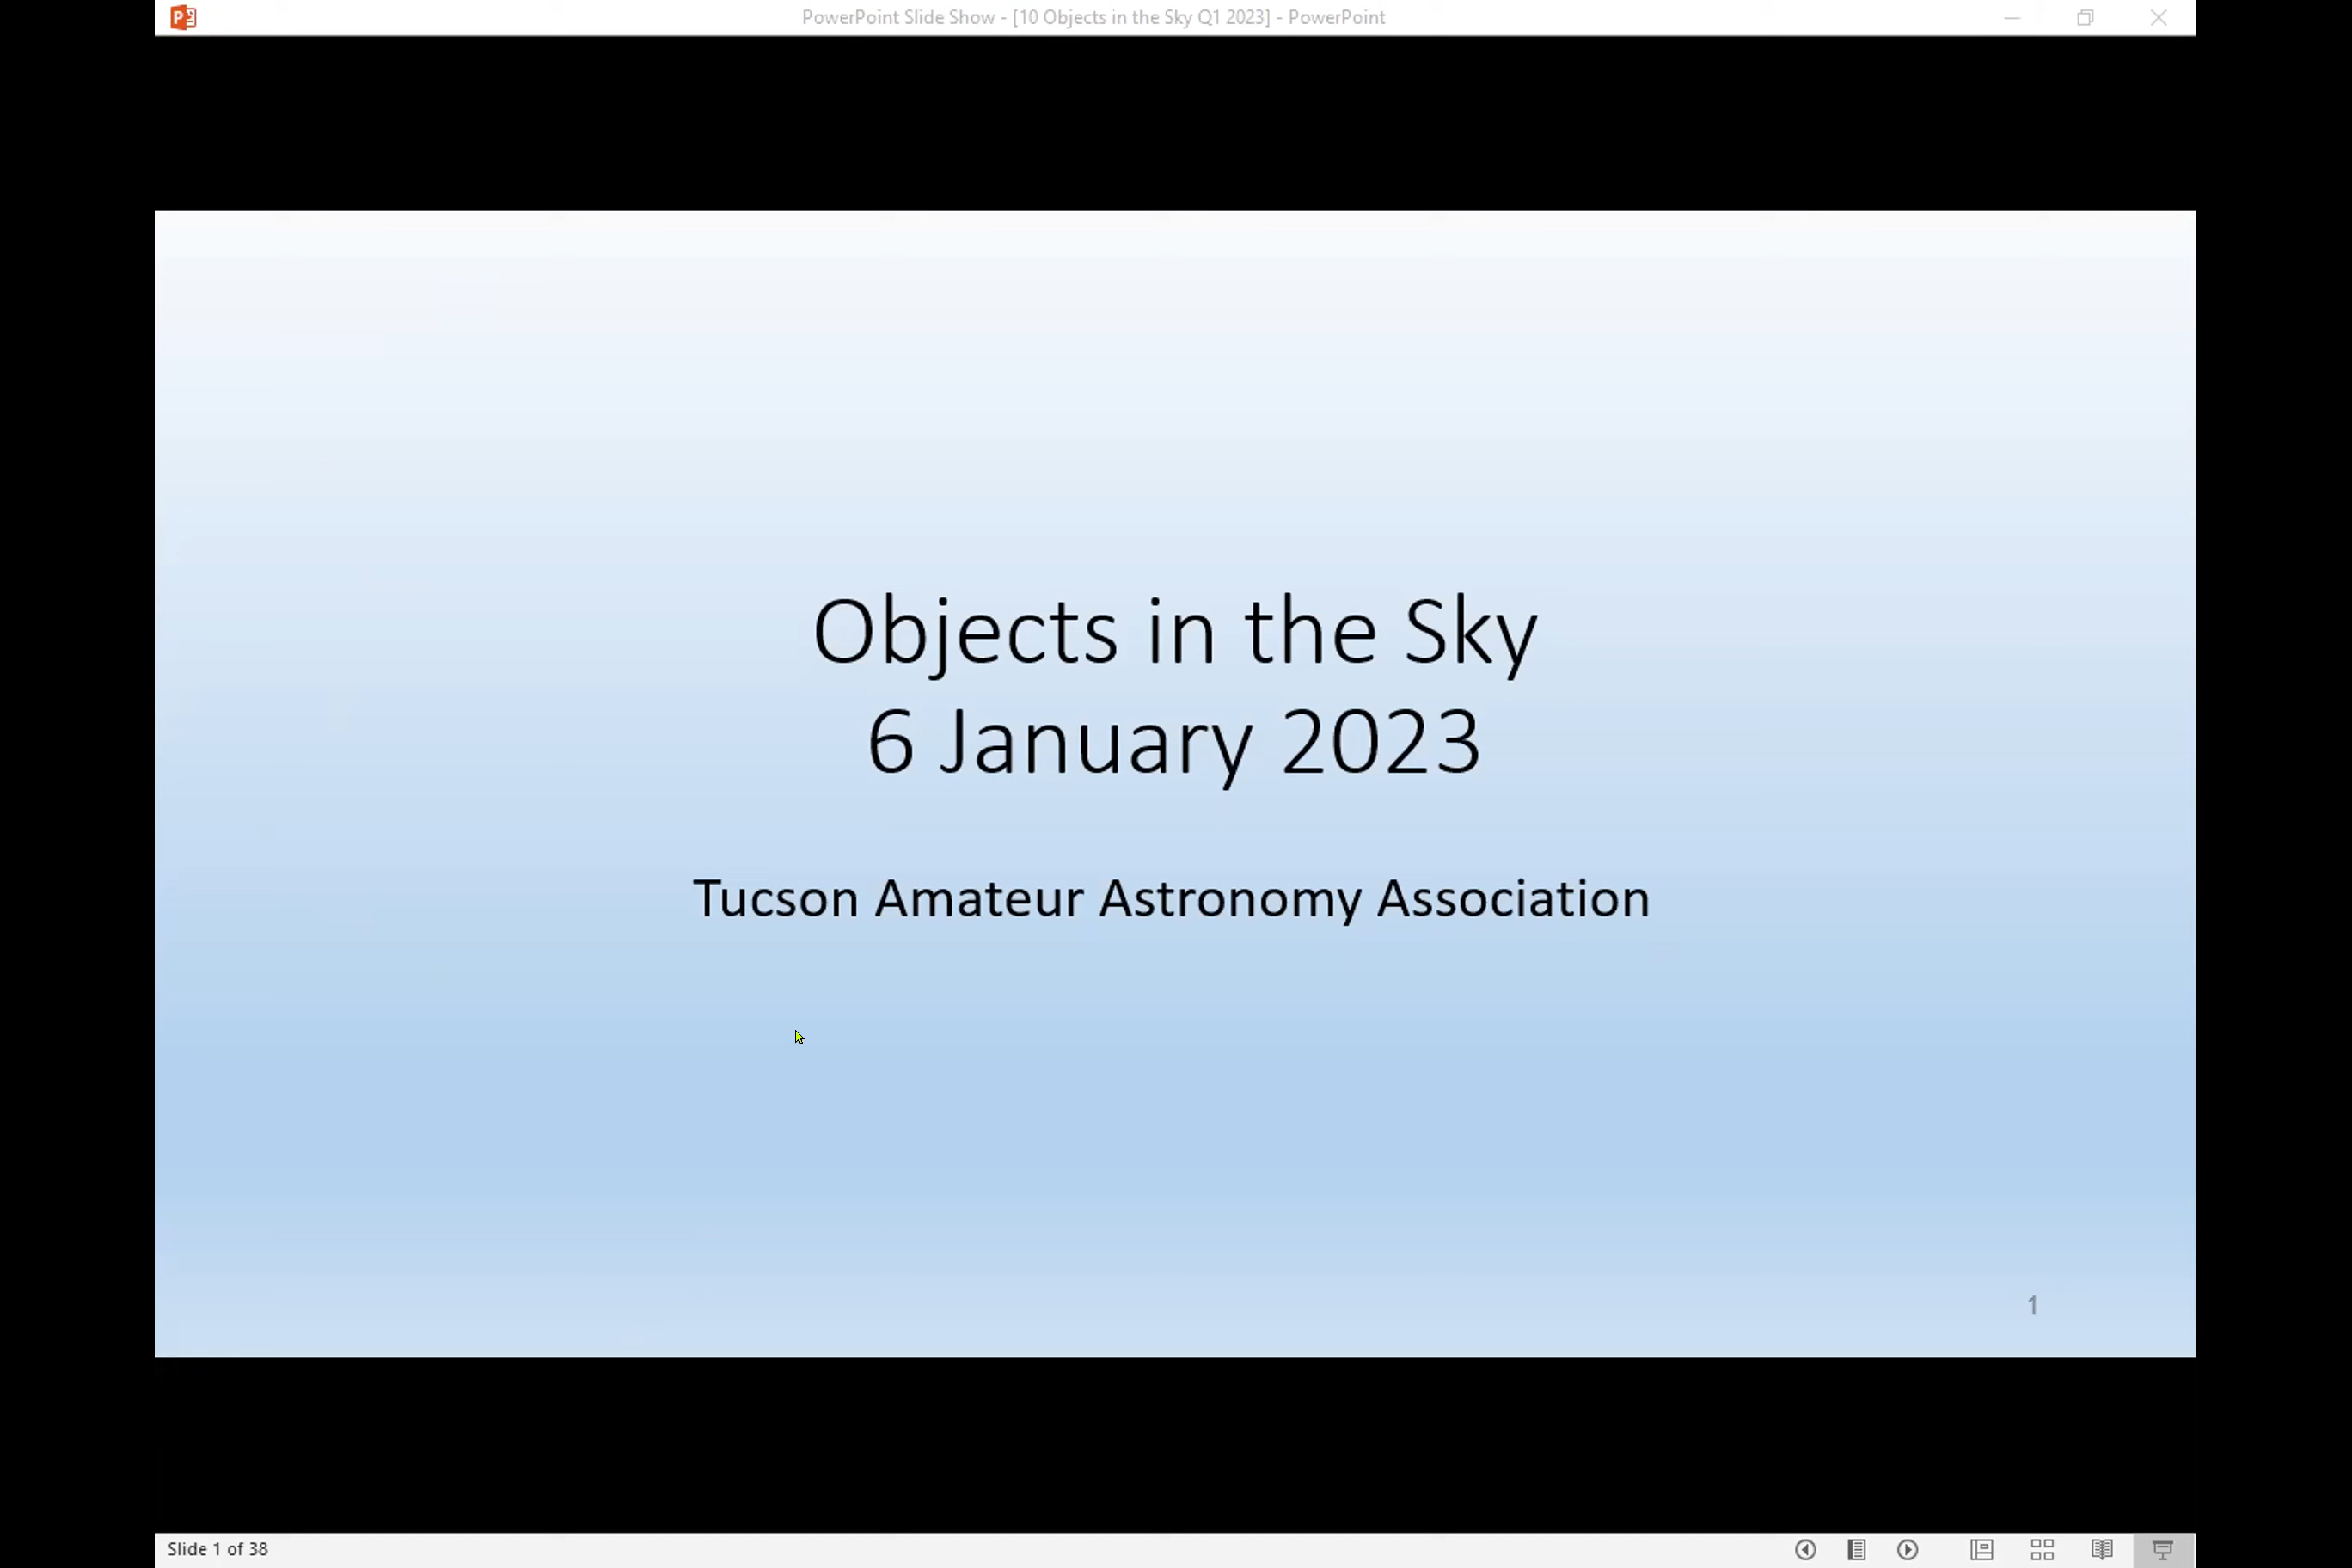 PowerPoint Slide Show - [10 Objects in the Sky Q1 2023] - PowerPoint
Objects in the Sky
6 January 2023
Tucson Amateur Astronomy Association
1
Slide 1 of 38